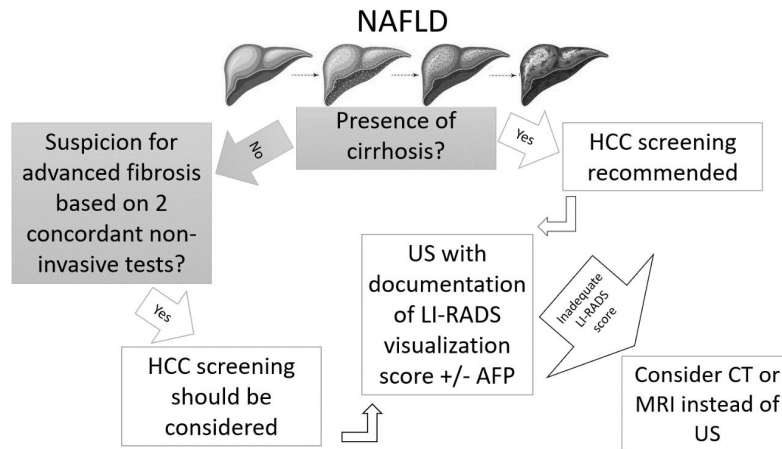 NAFLD
Presence of
cirrhosis?
Yes
HCC screening
recommended
No
Suspicion for
advanced fibrosis
based on 2
concordant non-
invasive tests?
Yes
HCC screening
should be
considered
US with
documentation
of LI-RADS
visualization
score +/- AFP
Inadequate
LI-RADS
score
Consider CT or
MRI instead of
US